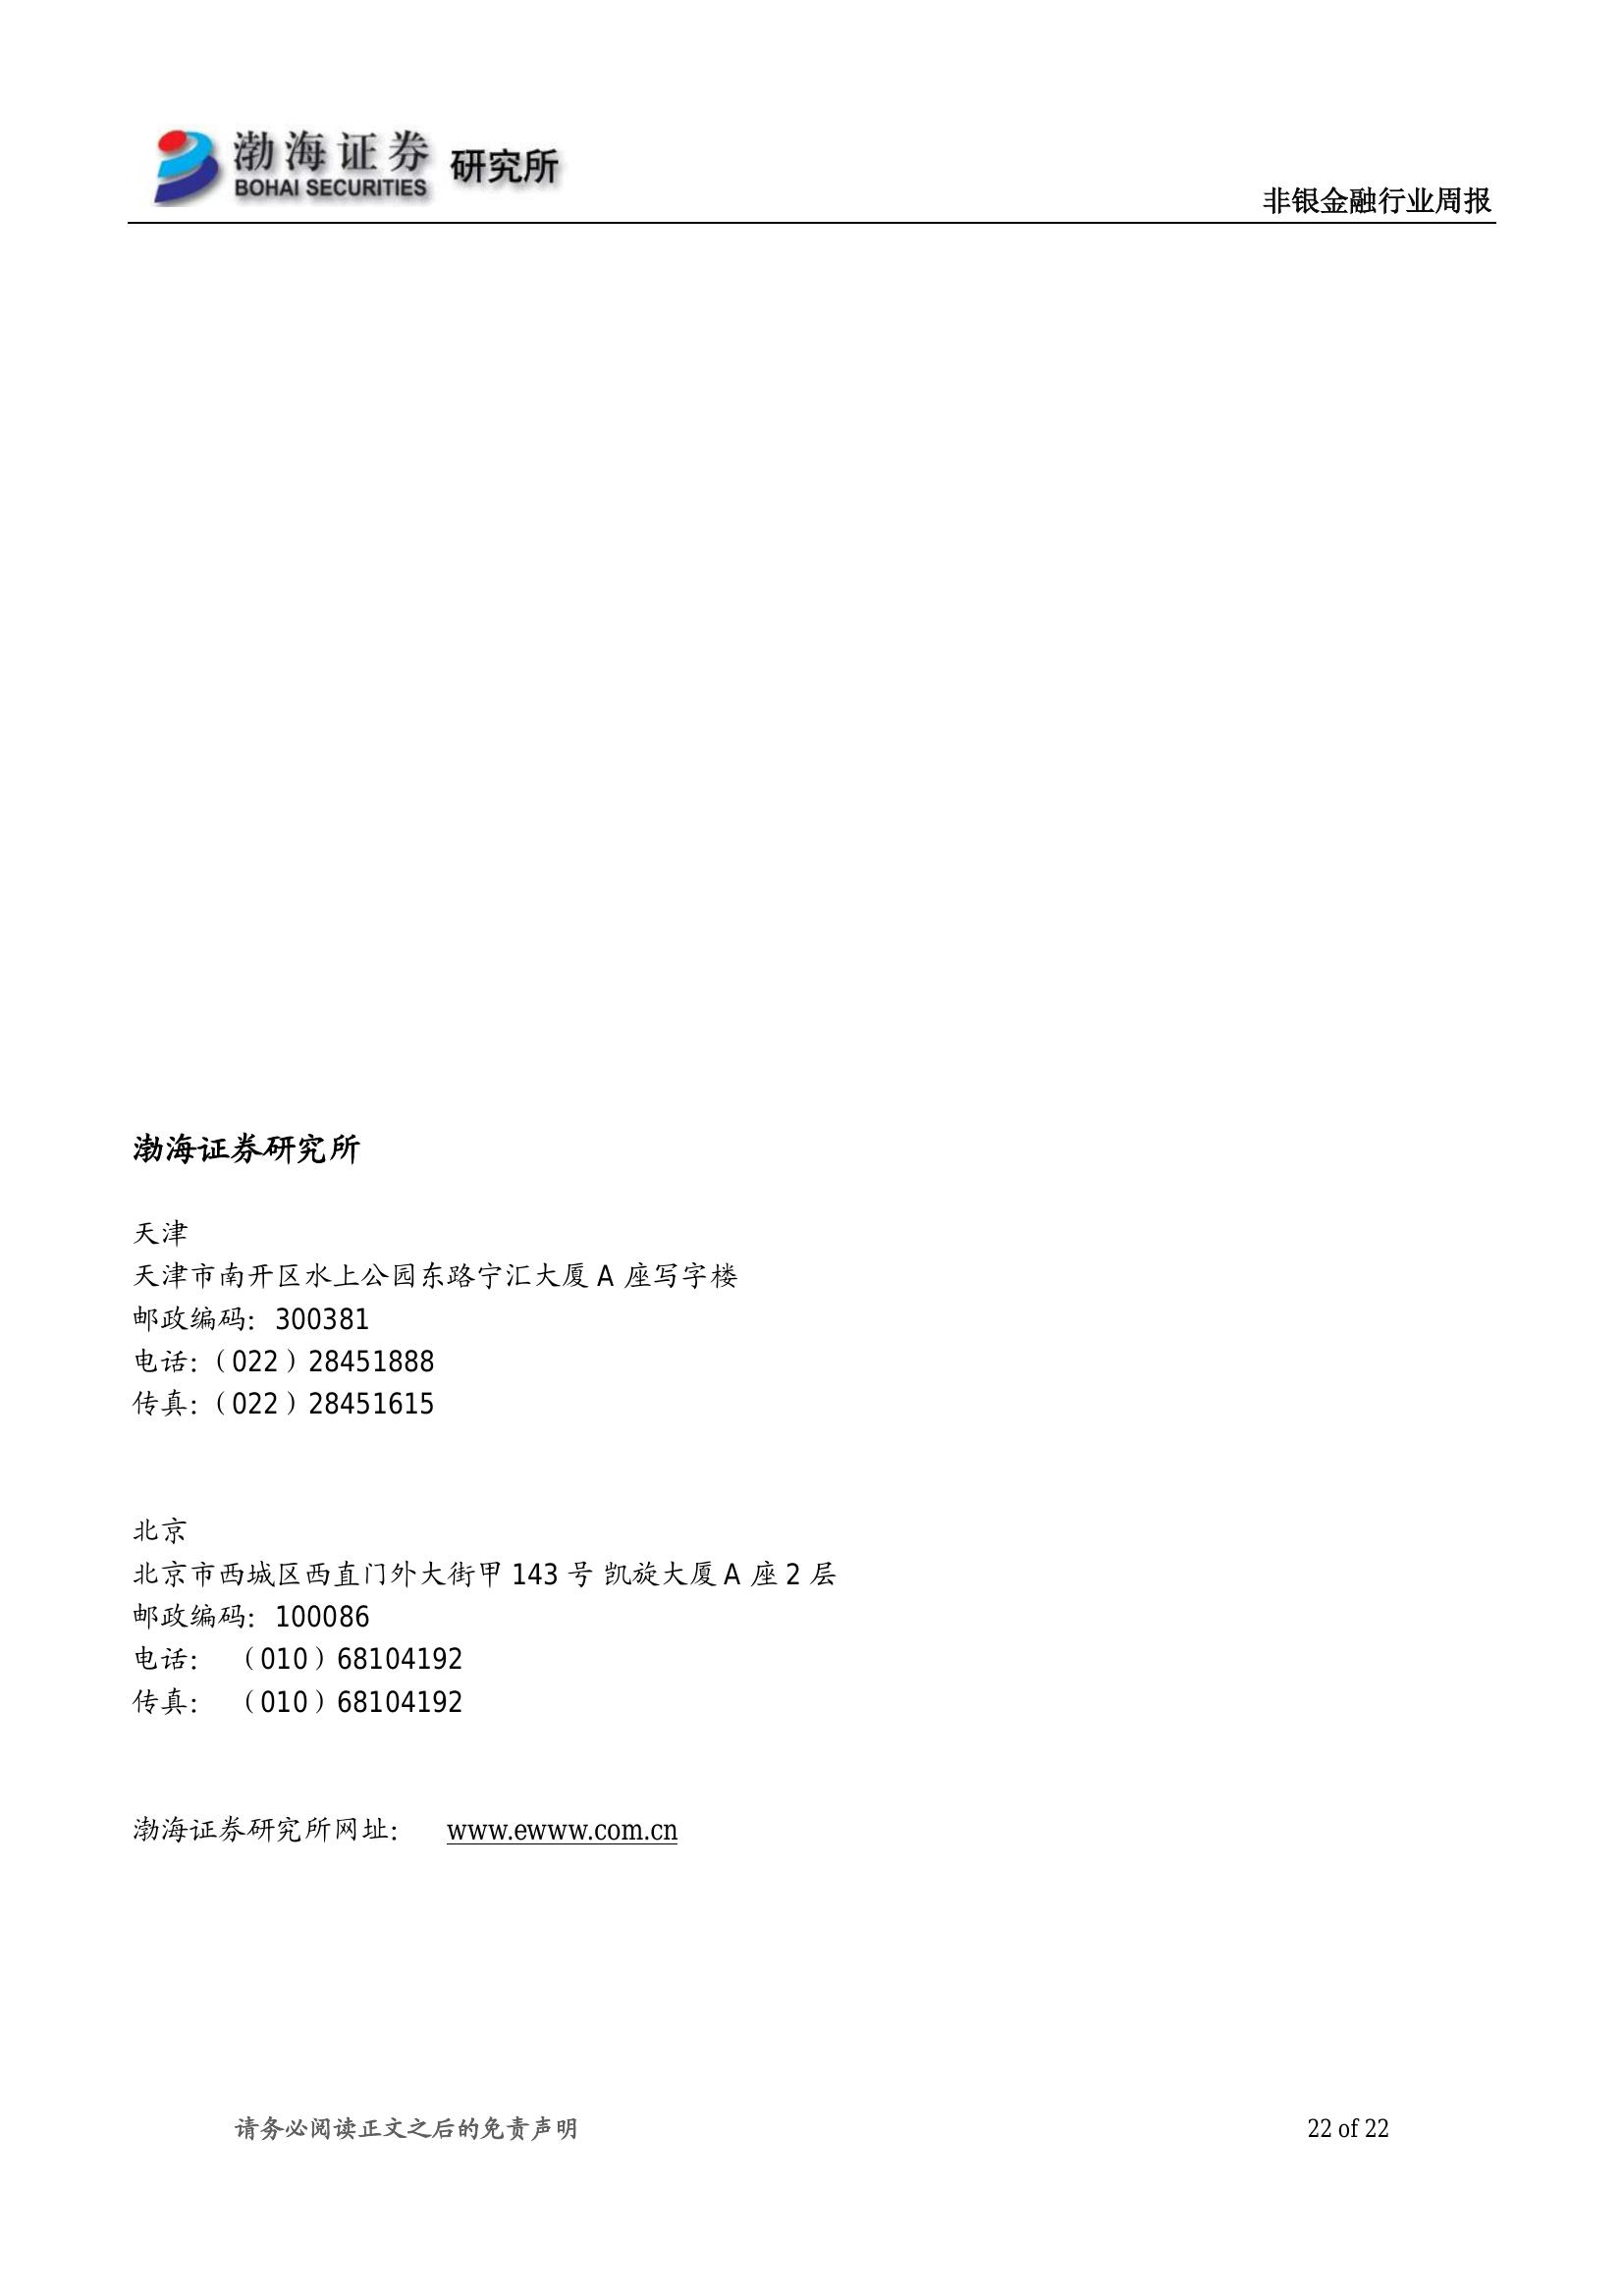 渤海证券 研究所
BOHAI SECURITIES
非银金融行业周报
渤海证券研究所
天津
天津市南开区水上公园东路宁汇大厦 A 座写字楼
邮政编码：300381
电话:（022）28451888
传真:（022）28451615
北京
北京市西城区西直门外大街甲 143 号 凯旋大厦 A 座 2 层
邮政编码：100086
电话: （010）68104192
传真: （010）68104192
渤海证券研究所网址: www.ewww.com.cn
请务必阅读正文之后的免责声明
22 of 22